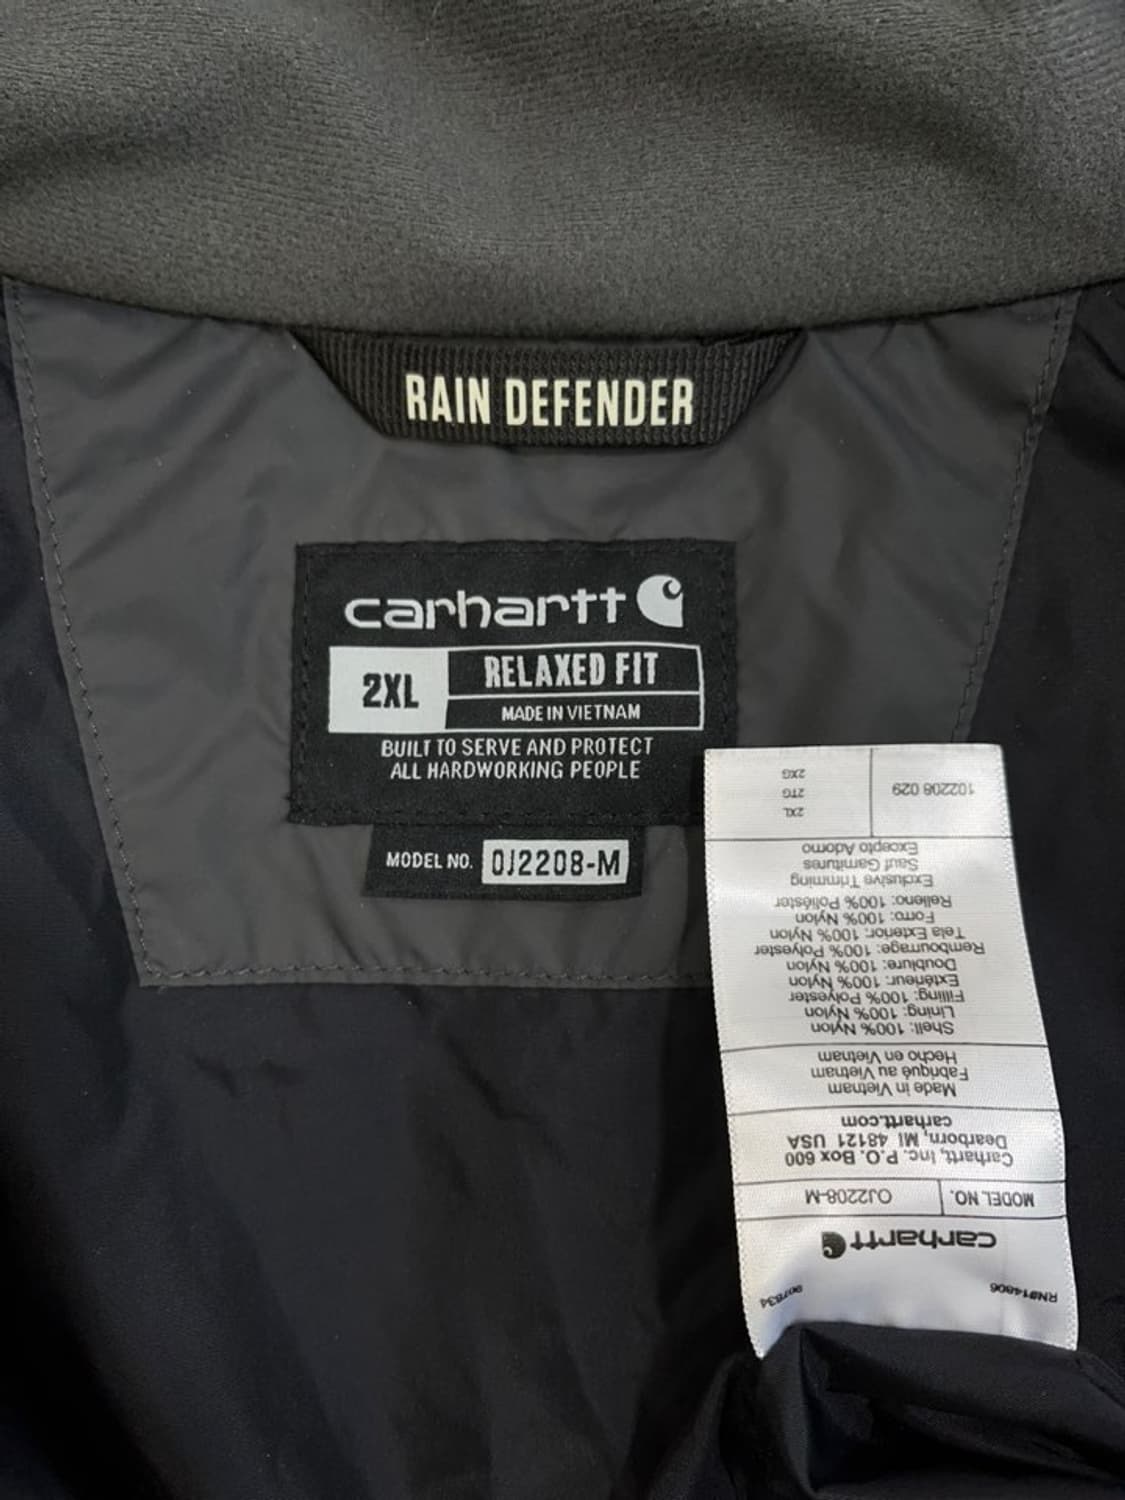 RAIN DEFENDER
carhartt
2XL
RELAXED FIT
MADE IN VIETNAM
BUILT TO SERVE AND PROTECT
ALL HARDWORKING PEOPLE
MODEL NO. OJ2208-M
RN#14806
907834
carhartt
MODEL NO. OJ2208-M
Carhartt, Inc. P.O. Box 600
Dearborn, MI 48121 USA
carhartt.com
Made in Vietnam
Fabriqué au Vietnam
Hecho en Vietnam
Shell: 100% Nylon
Lining: 100% Nylon
Filling: 100% Polyester
Extérieur: 100% Nylon
Doublure: 100% Nylon
Rembourrage: 100% Polyester
Tela Exterior: 100% Nylon
Forro: 100% Nylon
Relleno: 100% Poliéster
Exclusive Trimming
Sauf Garnitures
Excepto Adorno
102208 029
2XL
2TG
2XG